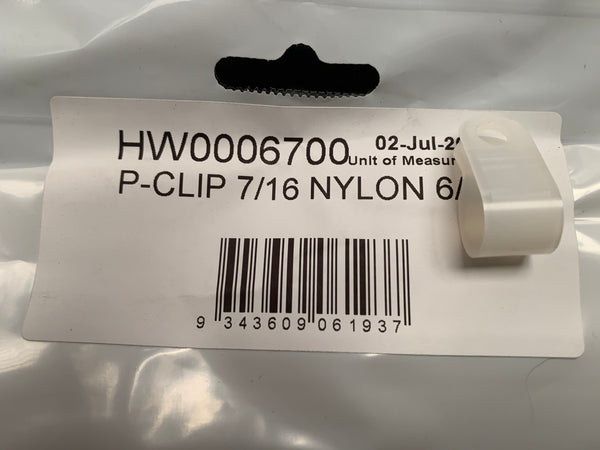 HW0006700 02-Jul-2
Unit of Measur
P-CLIP 7/16 NYLON 6/
9 343609 061937